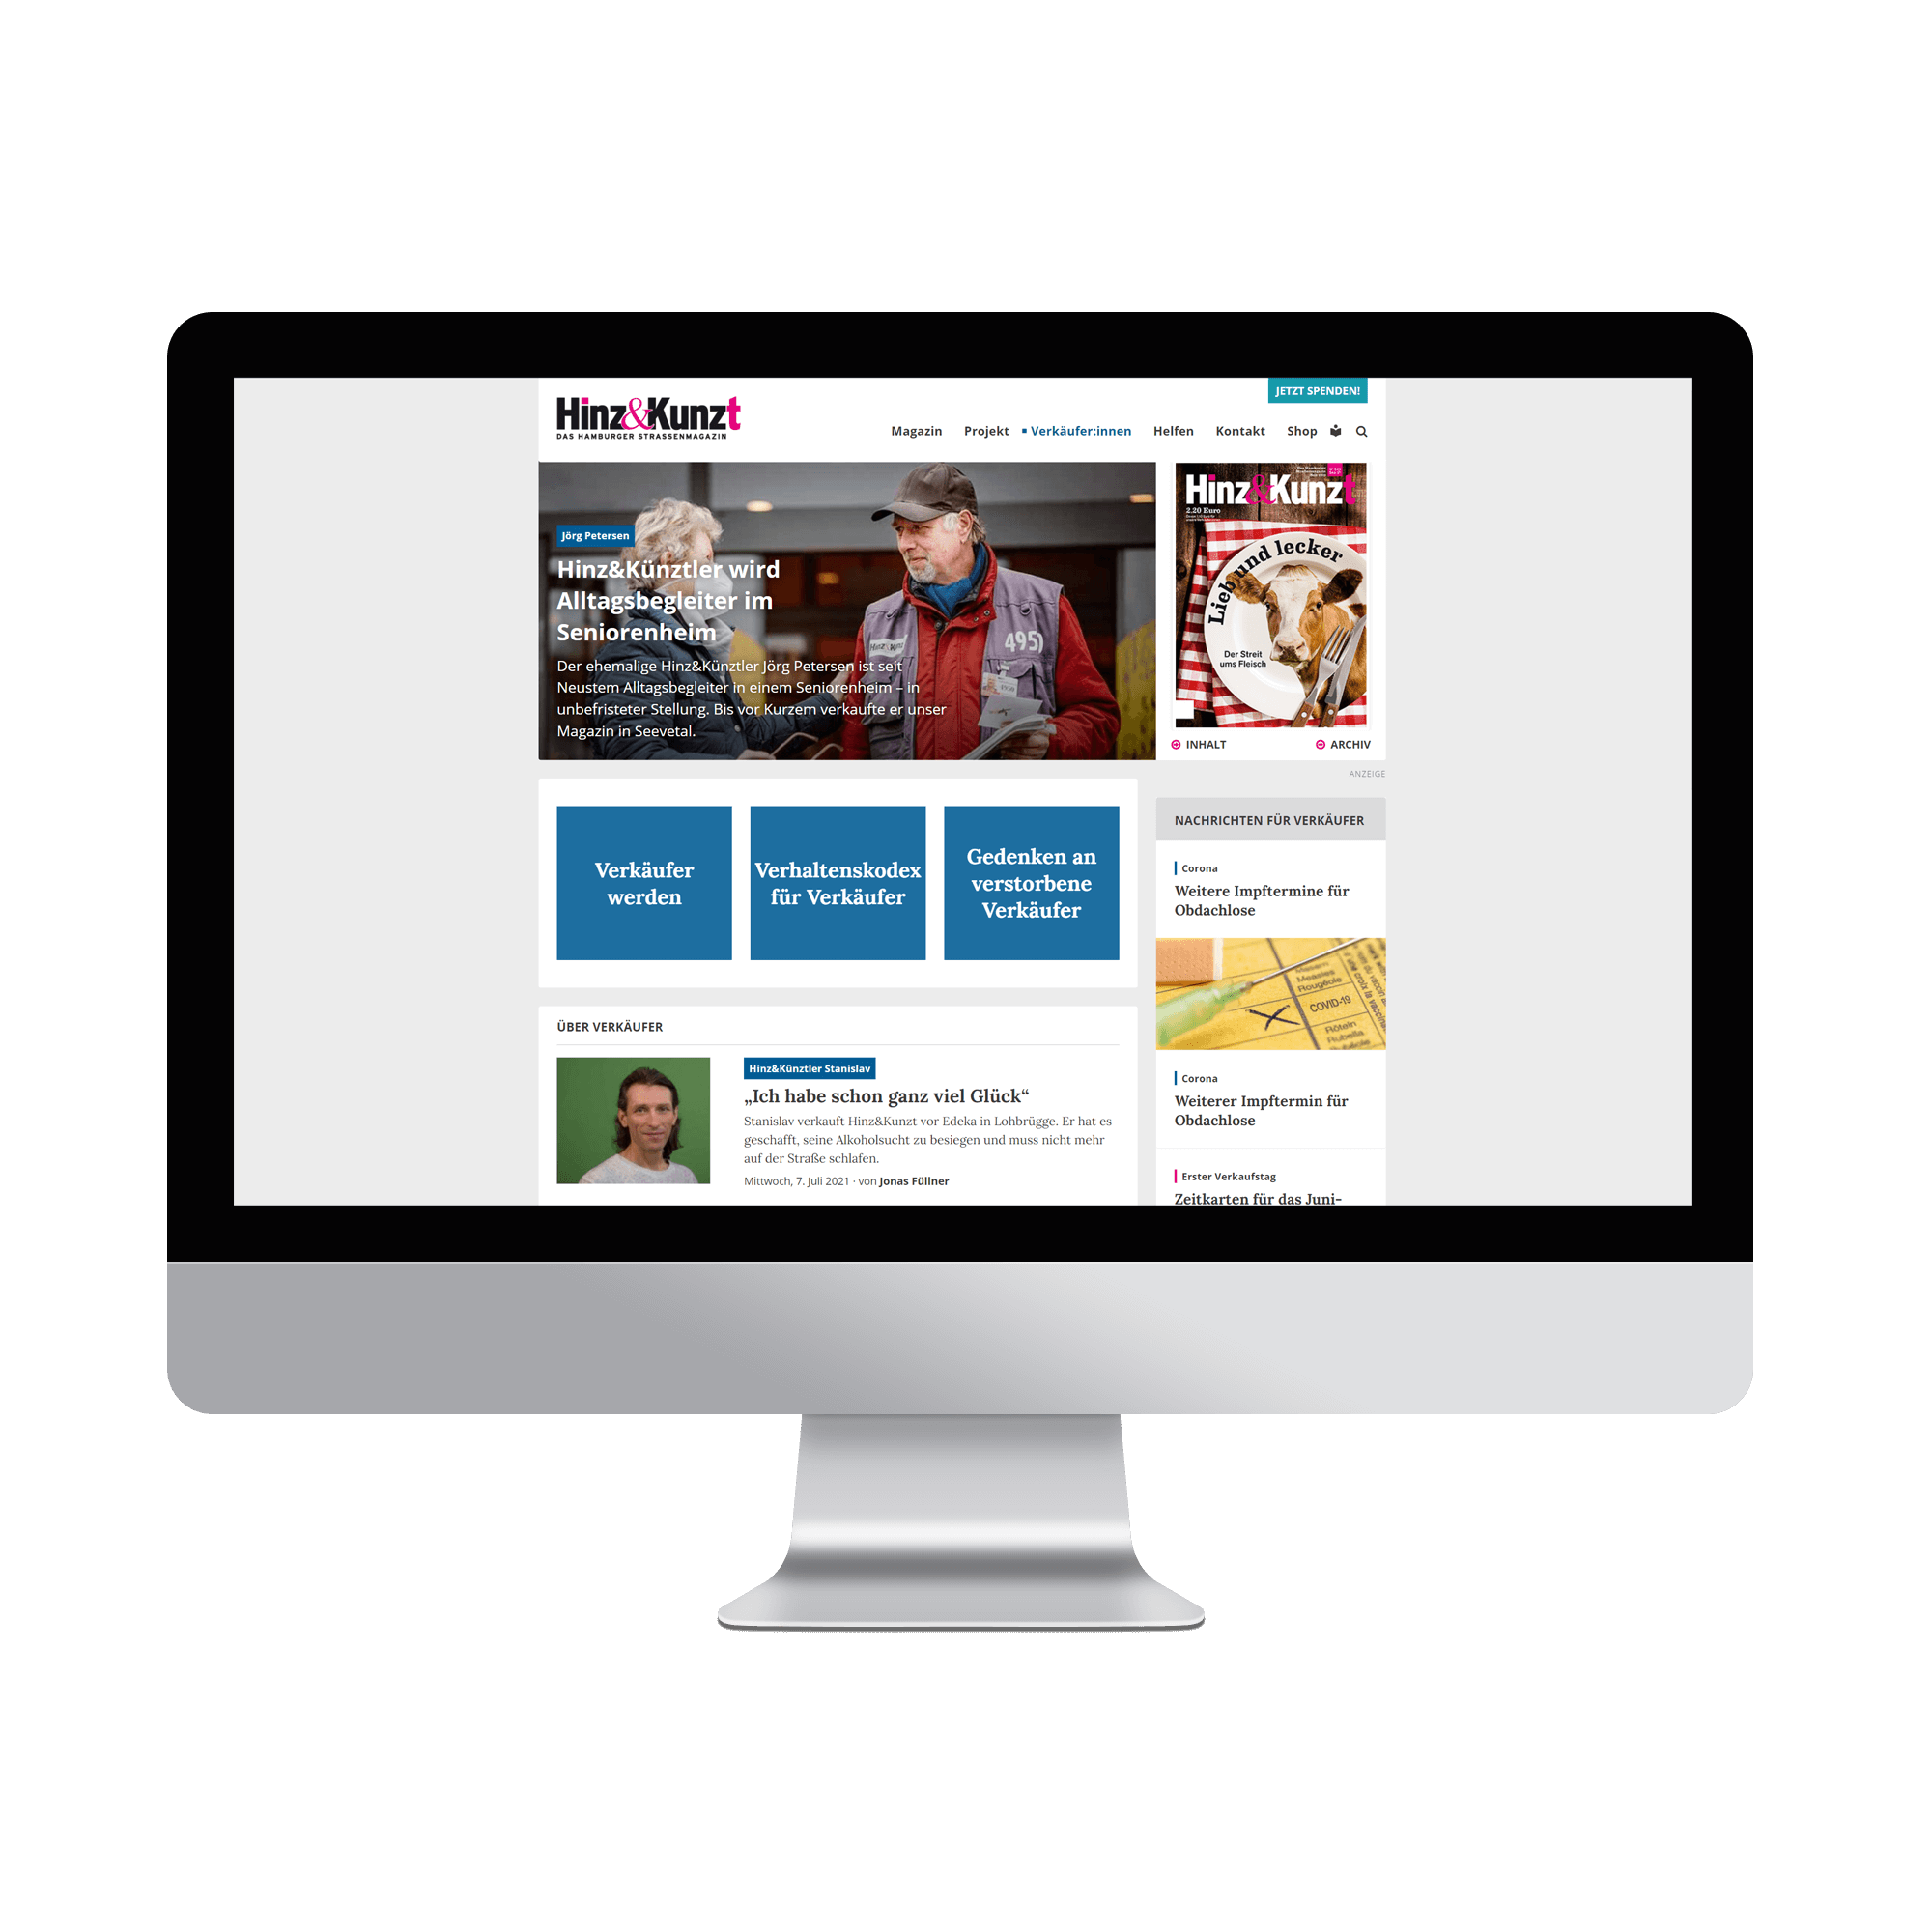 JETZT SPENDEN!
Hinz&Kunzt
DAS HAMBURGER STRASSENMAGAZIN
Magazin Projekt Verkäufer:innen Helfen Kontakt Shop
Jörg Petersen
Hinz&Künztler wird
Alltagsbegleiter im
Seniorenheim
Der ehemalige Hinz&Künztler Jörg Petersen ist seit
Neustem Alltagsbegleiter in einem Seniorenheim – in
unbefristeter Stellung. Bis vor Kurzem verkaufte er unser
Magazin in Seevetal.
495)
Hinz&Kunzt
2.20 Euro
Lieb und lecker
Der Streit
ums Fleisch
INHALT ARCHIV
ANZEIGE
Verkäufer
werden
Verhaltenskodex
für Verkäufer
Gedenken an
verstorbene
Verkäufer
ÜBER VERKÄUFER
Hinz&Künztler Stanislav
„Ich habe schon ganz viel Glück“
Stanislav verkauft Hinz&Kunzt vor Edeka in Lohbrügge. Er hat es
geschafft, seine Alkoholsucht zu besiegen und muss nicht mehr
auf der Straße schlafen.
Mittwoch, 7. Juli 2021 · von Jonas Füllner
NACHRICHTEN FÜR VERKÄUFER
Corona
Weitere Impftermine für
Obdachlose
Masern
Measles
Rougeole
COVID-19
Röteln
Rubella
Corona
Weiterer Impftermin für
Obdachlose
Erster Verkaufstag
Zeitkarten für das Juni-